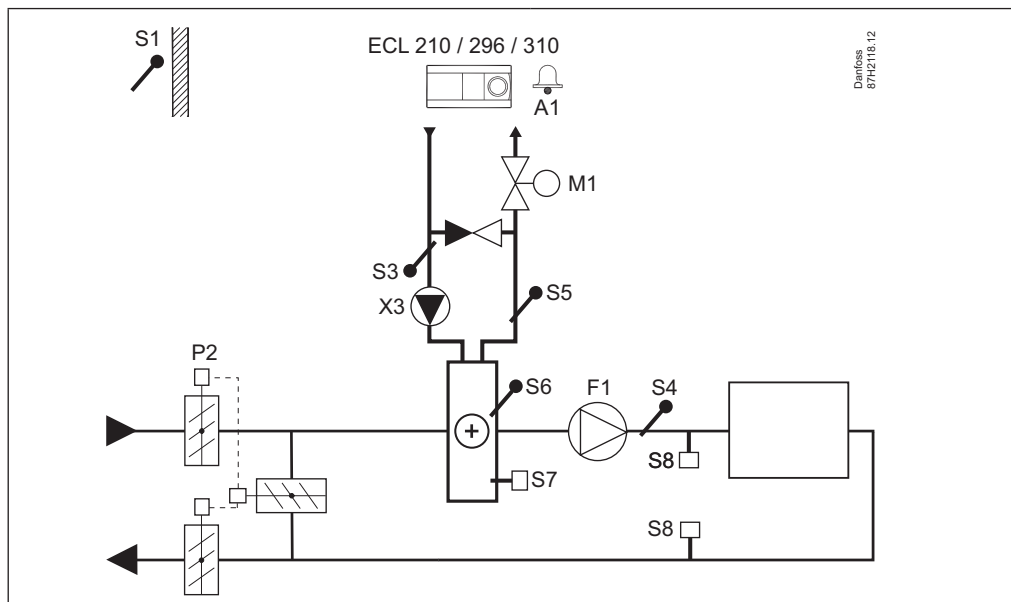 S1
ECL 210 / 296 / 310
A1
Danfoss
87H2118.12
M1
S3
S5
X3
P2
S6
F1
S4
S8
S7
S8